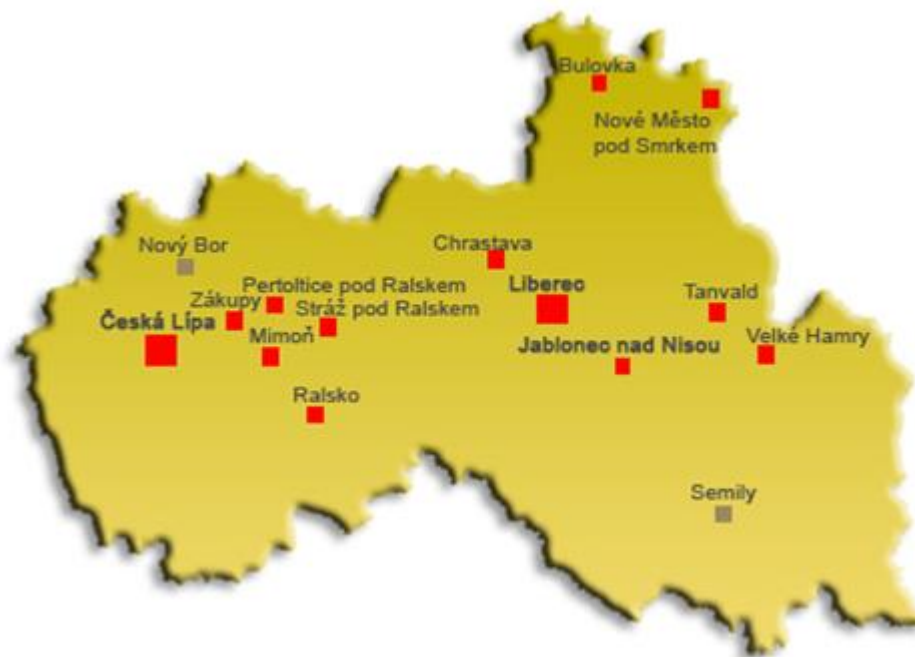 Bulovka
Nové Město
pod Smrkem
Nový Bor
Chrastava
Pertoltice pod Ralskem
Liberec
Zákupy
Stráž pod Ralskem
Tanvald
Česká Lípa
Mimoň
Jablonec nad Nisou
Velké Hamry
Ralsko
Semily